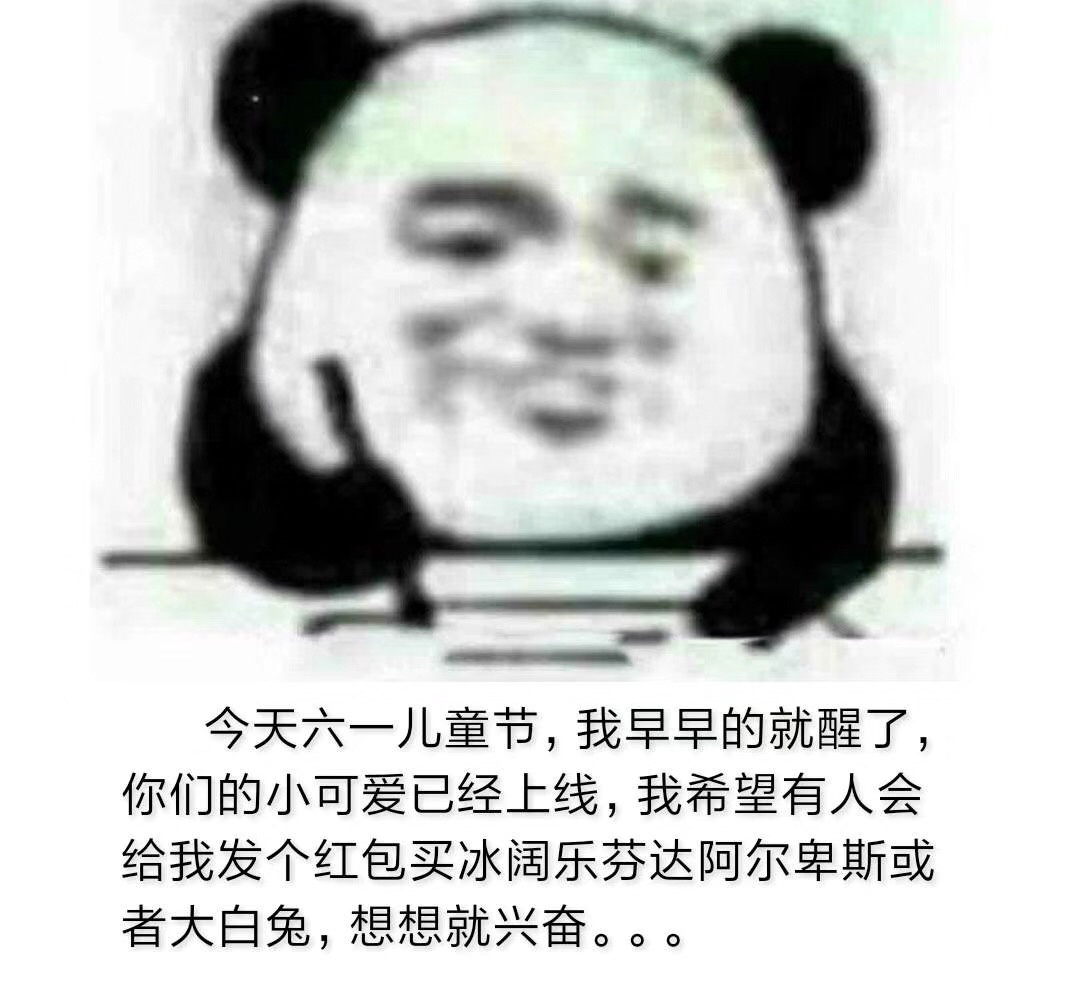 今天六一儿童节，我早早的就醒了，
你们的小可爱已经上线，我希望有人会
给我发个红包买冰阔乐芬达阿尔卑斯或
者大白兔，想想就兴奋。。。